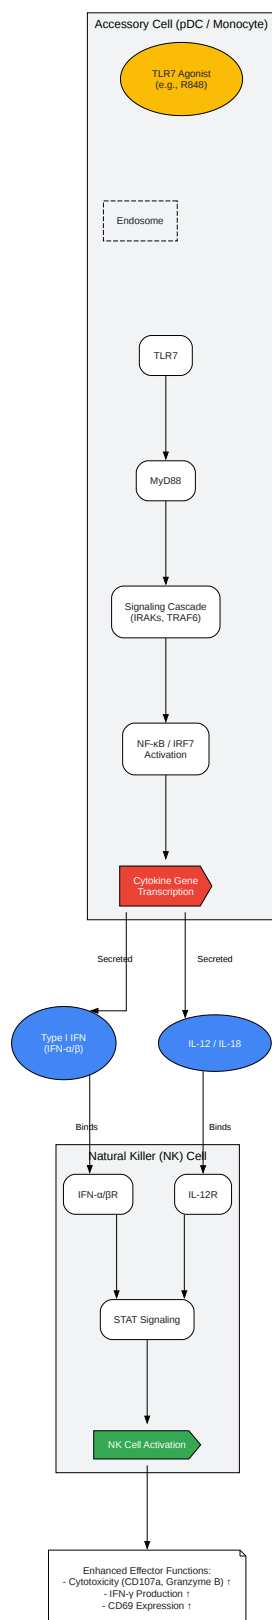 Accessory Cell (pDC / Monocyte)
TLR7 Agonist
(e.g., R848)
Endosome
TLR7
MyD88
Signaling Cascade
(IRAKs, TRAF6)
NF-κB / IRF7
Activation
Cytokine Gene
Transcription
Secreted
Secreted
Type I IFN
(IFN-α/β)
IL-12 / IL-18
Binds
Binds
Natural Killer (NK) Cell
IFN-α/βR
IL-12R
STAT Signaling
NK Cell Activation
Enhanced Effector Functions:
- Cytotoxicity (CD107a, Granzyme B) ↑
- IFN-γ Production ↑
- CD69 Expression ↑